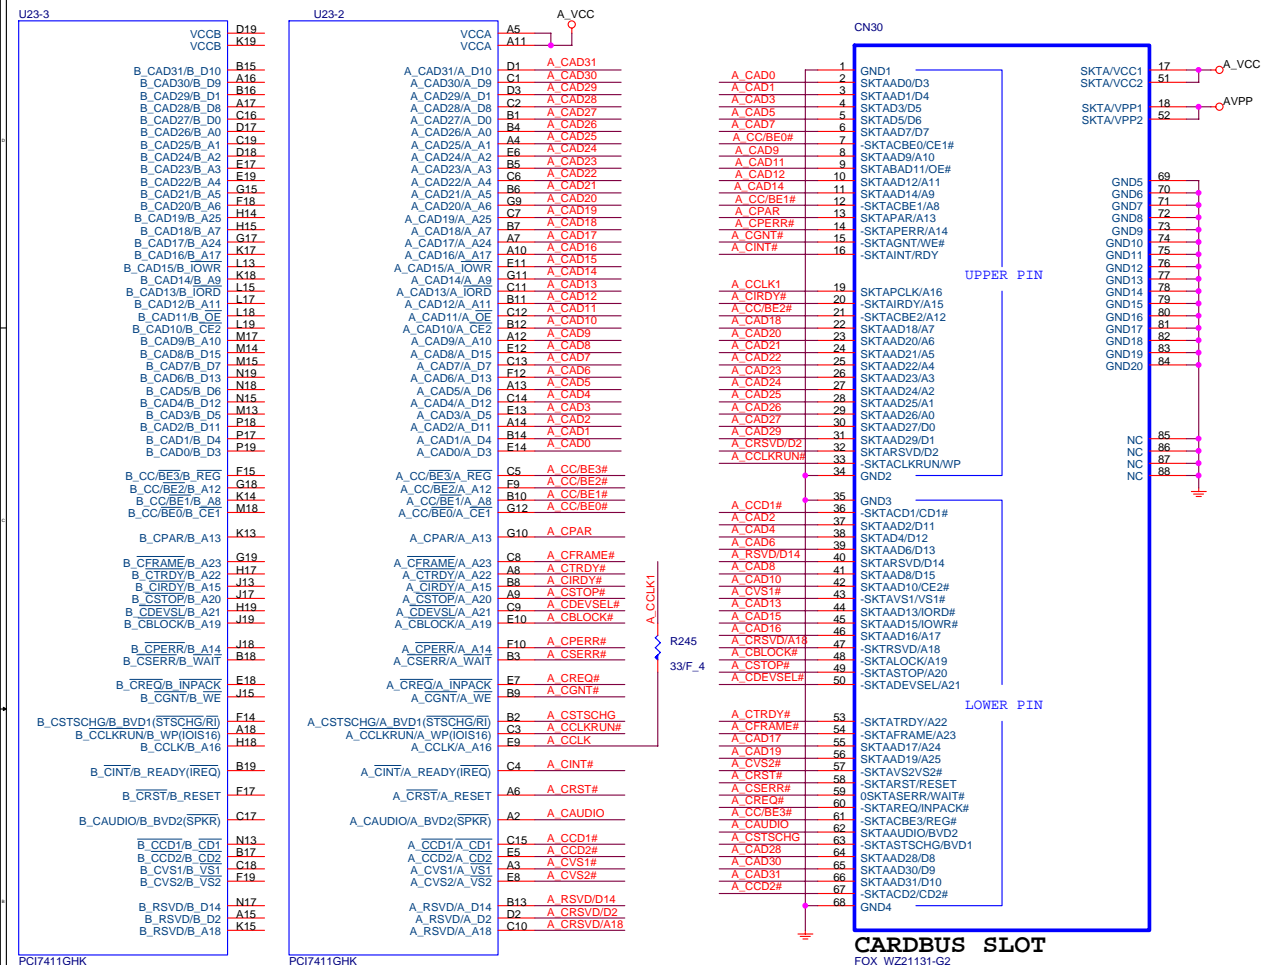 U23-3
VCCB D19
VCCB K19
B_CAD31/B_D10 B15
B_CAD30/B_D9 A16
B_CAD29/B_D1 B16
B_CAD28/B_D8 A17
B_CAD27/B_D0 C16
B_CAD26/B_A0 D17
B_CAD25/B_A1 C19
B_CAD24/B_A2 D18
B_CAD23/B_A3 E17
B_CAD22/B_A4 E19
B_CAD21/B_A5 G15
B_CAD20/B_A6 F18
B_CAD19/B_A25 H14
B_CAD18/B_A7 H15
B_CAD17/B_A24 G17
B_CAD16/B_A17 K17
B_CAD15/B_IOWR L13
B_CAD14/B_A9 K18
B_CAD13/B_IORD L15
B_CAD12/B_A11 L17
B_CAD11/B_OE L18
B_CAD10/B_CE2 L19
B_CAD9/B_A10 M17
B_CAD8/B_D15 M14
B_CAD7/B_D7 M15
B_CAD6/B_D13 N19
B_CAD5/B_D6 N18
B_CAD4/B_D12 N15
B_CAD3/B_D5 M13
B_CAD2/B_D11 P18
B_CAD1/B_D4 P17
B_CAD0/B_D3 P19
B_CC/BE3/B_REG F15
B_CC/BE2/B_A12 G18
B_CC/BE1/B_A8 K14
B_CC/BE0/B_CE1 M18
B_CPAR/B_A13 K13
B_CFRAME/B_A23 G19
B_CTRDY/B_A22 H17
B_CIRDY/B_A15 J13
B_CSTOP/B_A20 J17
B_CDEVSL/B_A21 H19
B_CBLOCK/B_A19 J19
B_CPERR/B_A14 J18
B_CSERR/B_WAIT B18
B_CREQ/B_INPACK E18
B_CGNT/B_WE J15
B_CSTSCHG/B_BVD1(STSCHG/RI) F14
B_CCLKRUN/B_WP(IOIS16) A18
B_CCLK/B_A16 H18
B_CINT/B_READY(IREQ) B19
B_CRST/B_RESET F17
B_CAUDIO/B_BVD2(SPKR) C17
B_CCD1/B_CD1 N13
B_CCD2/B_CD2 B17
B_CVS1/B_VS1 C18
B_CVS2/B_VS2 F19
B_RSVD/B_D14 N17
B_RSVD/B_D2 A15
B_RSVD/B_A18 K15
PCI7411GHK
U23-2
A_VCC
VCCA A5
VCCA A11
A_CAD31/A_D10 D1 A_CAD31
A_CAD30/A_D9 C1 A_CAD30
A_CAD29/A_D1 D3 A_CAD29
A_CAD28/A_D8 C2 A_CAD28
A_CAD27/A_D0 B1 A_CAD27
A_CAD26/A_A0 B4 A_CAD26
A_CAD25/A_A1 A4 A_CAD25
A_CAD24/A_A2 E6 A_CAD24
A_CAD23/A_A3 B5 A_CAD23
A_CAD22/A_A4 C6 A_CAD22
A_CAD21/A_A5 B6 A_CAD21
A_CAD20/A_A6 G9 A_CAD20
A_CAD19/A_A25 C7 A_CAD19
A_CAD18/A_A7 B7 A_CAD18
A_CAD17/A_A24 A7 A_CAD17
A_CAD16/A_A17 A10 A_CAD16
A_CAD15/A_IOWR E11 A_CAD15
A_CAD14/A_A9 G11 A_CAD14
A_CAD13/A_IORD C11 A_CAD13
A_CAD12/A_A11 B11 A_CAD12
A_CAD11/A_OE C12 A_CAD11
A_CAD10/A_CE2 B12 A_CAD10
A_CAD9/A_A10 A12 A_CAD9
A_CAD8/A_D15 E12 A_CAD8
A_CAD7/A_D7 C13 A_CAD7
A_CAD6/A_D13 F12 A_CAD6
A_CAD5/A_D6 A13 A_CAD5
A_CAD4/A_D12 C14 A_CAD4
A_CAD3/A_D5 E13 A_CAD3
A_CAD2/A_D11 A14 A_CAD2
A_CAD1/A_D4 B14 A_CAD1
A_CAD0/A_D3 E14 A_CAD0
A_CC/BE3/A_REG C5 A_CC/BE3#
A_CC/BE2/A_A12 F9 A_CC/BE2#
A_CC/BE1/A_A8 B10 A_CC/BE1#
A_CC/BE0/A_CE1 G12 A_CC/BE0#
A_CPAR/A_A13 G10 A_CPAR
A_CFRAME/A_A23 C8 A_CFRAME#
A_CTRDY/A_A22 A8 A_CTRDY#
A_CIRDY/A_A15 B8 A_CIRDY#
A_CSTOP/A_A20 A9 A_CSTOP#
A_CDEVSL/A_A21 C9 A_CDEVSEL#
A_CBLOCK/A_A19 E10 A_CBLOCK#
A_CPERR/A_A14 F10 A_CPERR#
A_CSERR/A_WAIT B3 A_CSERR#
A_CREQ/A_INPACK E7 A_CREQ#
A_CGNT/A_WE B9 A_CGNT#
A_CSTSCHG/A_BVD1(STSCHG/RI) B2 A_CSTSCHG
A_CCLKRUN/A_WP(IOIS16) C3 A_CCLKRUN#
A_CCLK/A_A16 E9 A_CCLK
A_CINT/A_READY(IREQ) C4 A_CINT#
A_CRST/A_RESET A6 A_CRST#
A_CAUDIO/A_BVD2(SPKR) A2 A_CAUDIO
A_CCD1/A_CD1 C15 A_CCD1#
A_CCD2/A_CD2 E5 A_CCD2#
A_CVS1/A_VS1 A3 A_CVS1#
A_CVS2/A_VS2 E8 A_CVS2#
A_RSVD/A_D14 B13 A_RSVD/D14
A_RSVD/A_D2 D2 A_CRSVD/D2
A_RSVD/A_A18 C10 A_CRSVD/A18
PCI7411GHK
A_CCLK1
R245
33/F_4
CN30
1 GND1
A_CAD0 2 SKTAAD0/D3
A_CAD1 3 SKTAAD1/D4
A_CAD3 4 SKTAD3/D5
A_CAD5 5 SKTAD5/D6
A_CAD7 6 SKTAAD7/D7
A_CC/BE0# 7 -SKTACBE0/CE1#
A_CAD9 8 SKTAAD9/A10
A_CAD11 9 SKTABAD11/OE#
A_CAD12 10 SKTAAD12/A11
A_CAD14 11 SKTAAD14/A9
A_CC/BE1# 12 -SKTACBE1/A8
A_CPAR 13 SKTAPAR/A13
A_CPERR# 14 -SKTAPERR/A14
A_CGNT# 15 -SKTAGNT/WE#
A_CINT# 16 -SKTAINT/RDY
UPPER PIN
A_CCLK1 19 SKTAPCLK/A16
A_CIRDY# 20 -SKTAIRDY/A15
A_CC/BE2# 21 -SKTACBE2/A12
A_CAD18 22 SKTAAD18/A7
A_CAD20 23 SKTAAD20/A6
A_CAD21 24 SKTAAD21/A5
A_CAD22 25 SKTAAD22/A4
A_CAD23 26 SKTAAD23/A3
A_CAD24 27 SKTAAD24/A2
A_CAD25 28 SKTAAD25/A1
A_CAD26 29 SKTAAD26/A0
A_CAD27 30 SKTAAD27/D0
A_CAD29 31 SKTAAD29/D1
A_CRSVD/D2 32 SKTARSVD/D2
A_CCLKRUN# 33 -SKTACLKRUN/WP
34 GND2
35 GND3
A_CCD1# 36 -SKTACD1/CD1#
A_CAD2 37 SKTAAD2/D11
A_CAD4 38 SKTAD4/D12
A_CAD6 39 SKTAAD6/D13
A_RSVD/D14 40 SKTARSVD/D14
A_CAD8 41 SKTAAD8/D15
A_CAD10 42 SKTAAD10/CE2#
A_CVS1# 43 -SKTAVS1/VS1#
A_CAD13 44 SKTAAD13/IORD#
A_CAD15 45 SKTAAD15/IOWR#
A_CAD16 46 SKTAAD16/A17
A_CRSVD/A18 47 -SKTRSVD/A18
A_CBLOCK# 48 -SKTALOCK/A19
A_CSTOP# 49 -SKTASTOP/A20
A_CDEVSEL# 50 -SKTADEVSEL/A21
LOWER PIN
A_CTRDY# 53 -SKTATRDY/A22
A_CFRAME# 54 -SKTAFRAME/A23
A_CAD17 55 SKTAAD17/A24
A_CAD19 56 SKTAAD19/A25
A_CVS2# 57 -SKTAVS2VS2#
A_CRST# 58 -SKTARST/RESET
A_CSERR# 59 0SKTASERR/WAIT#
A_CREQ# 60 -SKTAREQ/INPACK#
A_CC/BE3# 61 -SKTACBE3/REG#
A_CAUDIO 62 SKTAAUDIO/BVD2
A_CSTSCHG 63 -SKTASTSCHG/BVD1
A_CAD28 64 SKTAAD28/D8
A_CAD30 65 SKTAAD30/D9
A_CAD31 66 SKTAAD31/D10
A_CCD2# 67 -SKTACD2/CD2#
68 GND4
SKTA/VCC1 17 A_VCC
SKTA/VCC2 51
SKTA/VPP1 18 AVPP
SKTA/VPP2 52
GND5 69
GND6 70
GND7 71
GND8 72
GND9 73
GND10 74
GND11 75
GND12 76
GND13 77
GND14 78
GND15 79
GND16 80
GND17 81
GND18 82
GND19 83
GND20 84
NC 85
NC 86
NC 87
NC 88
CARDBUS SLOT
FOX_WZ21131-G2